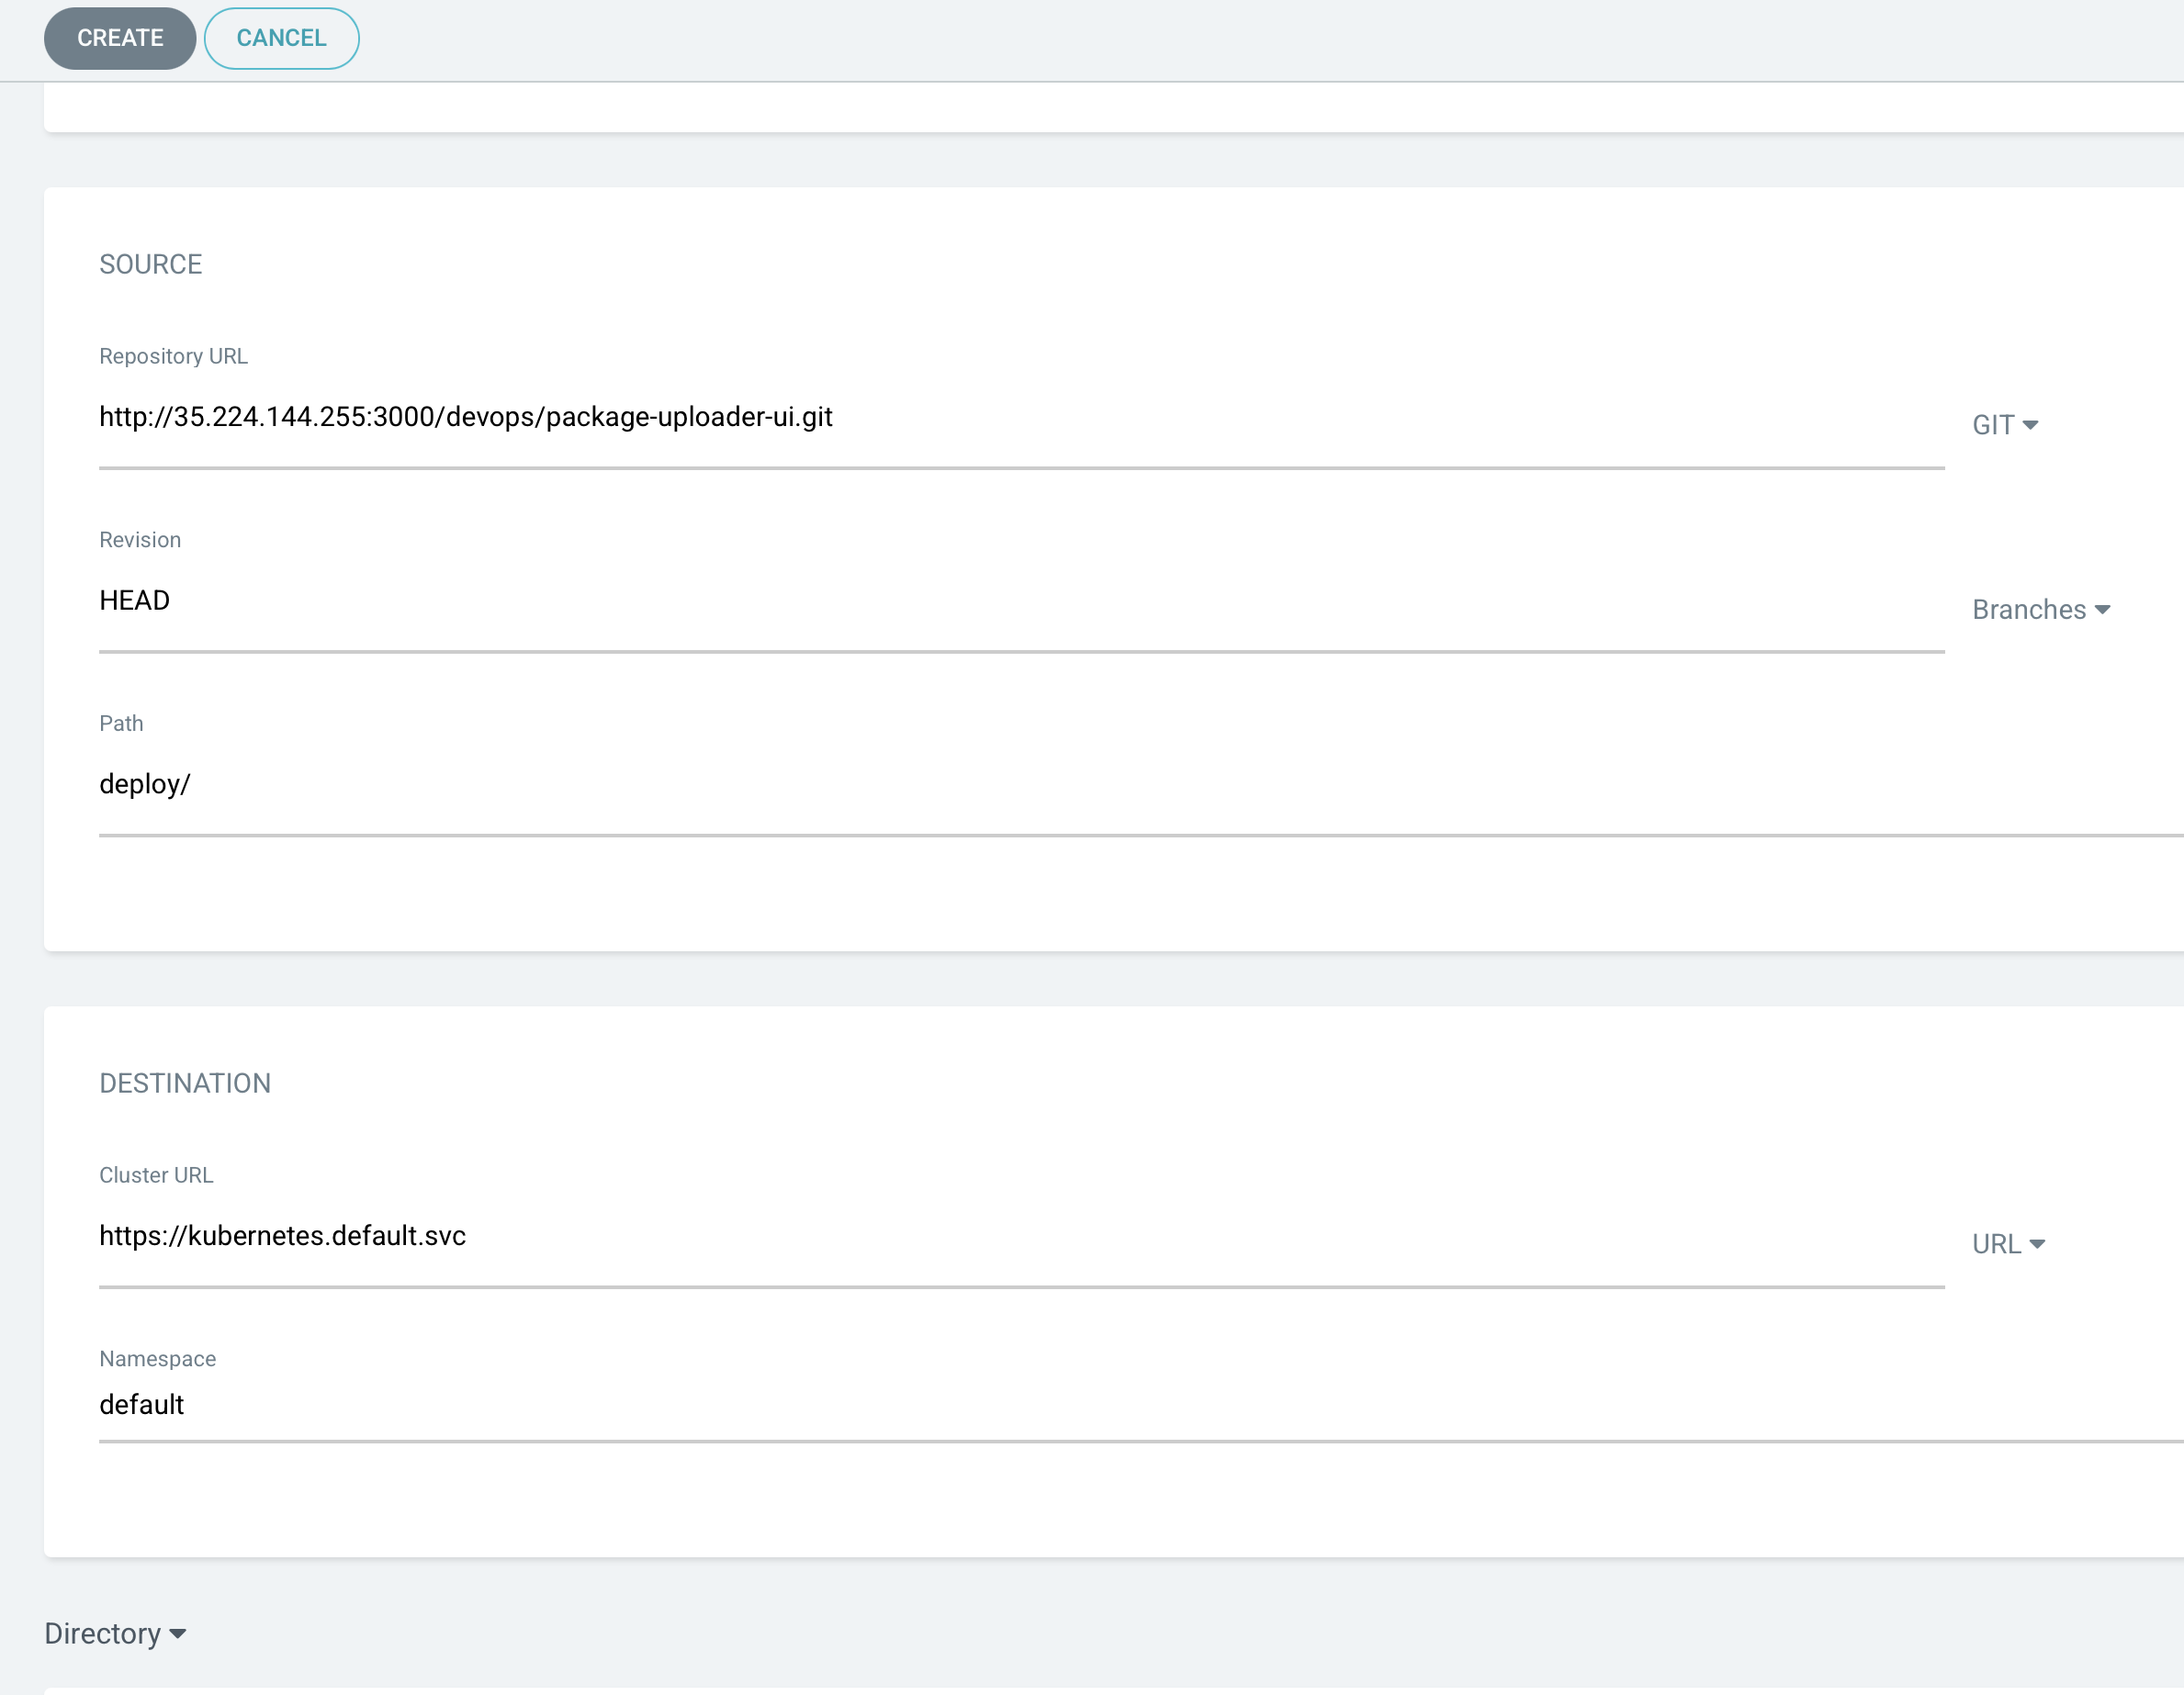 CREATE CANCEL
SOURCE
Repository URL
http://35.224.144.255:3000/devops/package-uploader-ui.git GIT
Revision
HEAD Branches
Path
deploy/
DESTINATION
Cluster URL
https://kubernetes.default.svc URL
Namespace
default
Directory